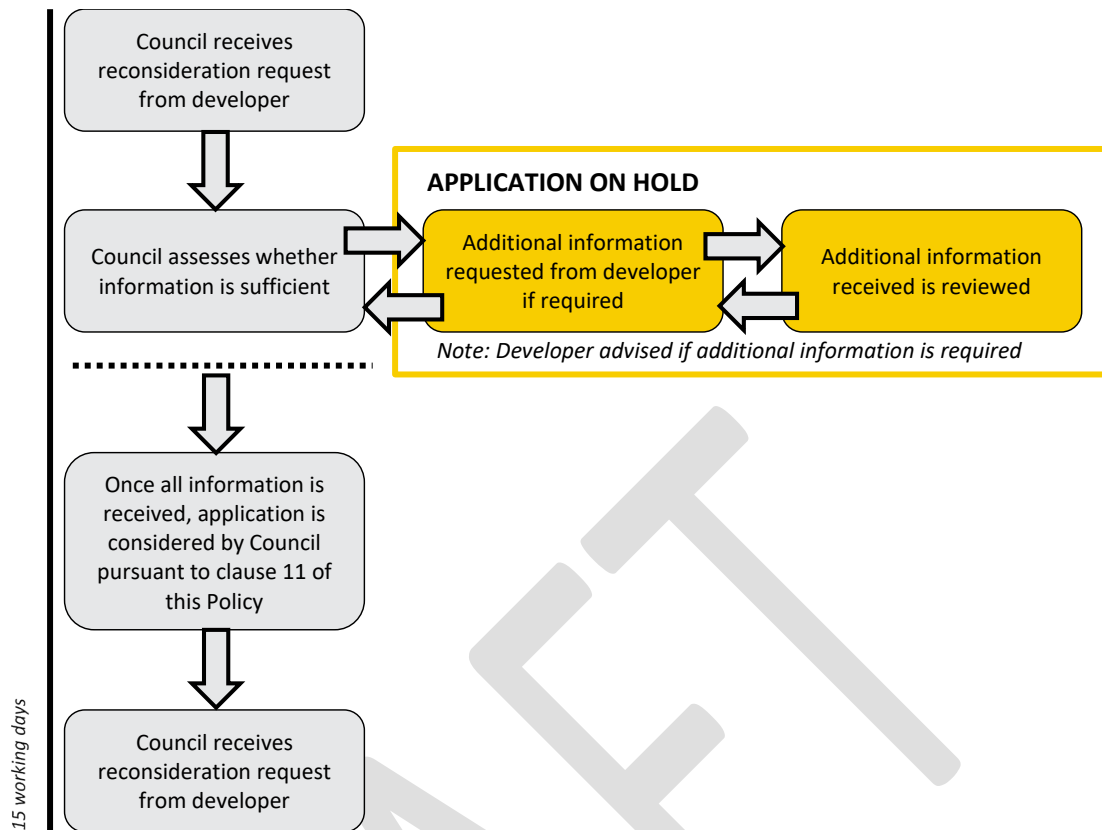 Council receives
reconsideration request
from developer
APPLICATION ON HOLD
Council assesses whether
information is sufficient
Additional information
requested from developer
if required
Additional information
received is reviewed
Note: Developer advised if additional information is required
Once all information is
received, application is
considered by Council
pursuant to clause 11 of
this Policy
Council receives
reconsideration request
from developer
15 working days